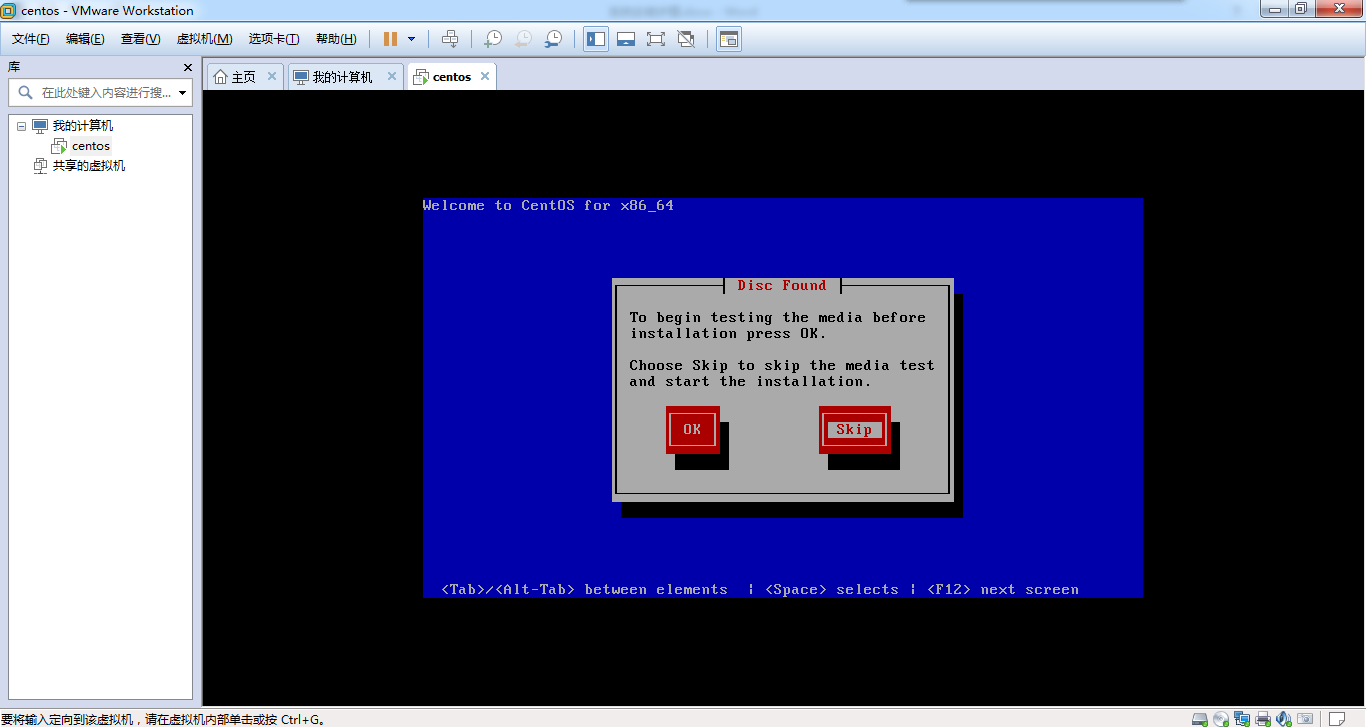 centos - VMware Workstation
文件(F) 编辑(E) 查看(V) 虚拟机(M) 选项卡(T) 帮助(H)
库
在此处键入内容进行搜...
我的计算机
centos
共享的虚拟机
主页 我的计算机 centos
Welcome to CentOS for x86_64
Disc Found
To begin testing the media before
installation press OK.
Choose Skip to skip the media test
and start the installation.
OK Skip
<Tab>/<Alt-Tab> between elements | <Space> selects | <F12> next screen
要将输入定向到该虚拟机，请在虚拟机内部单击或按 Ctrl+G。